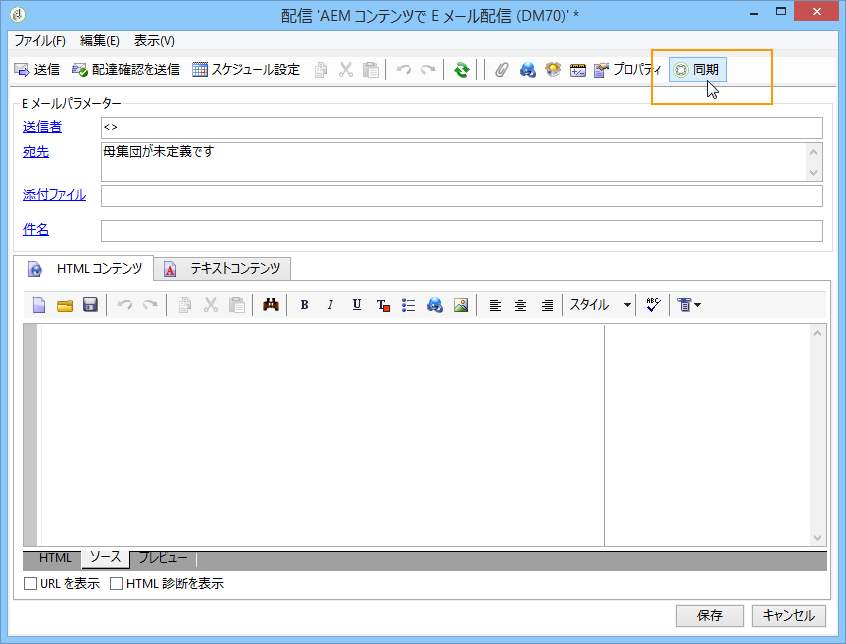 配信 'AEM コンテンツで E メール配信 (DM70)' *
ファイル(F) 編集(E) 表示(V)
送信 配達確認を送信 スケジュール設定 プロパティ 同期
E メールパラメーター
送信者 <>
宛先 母集団が未定義です
添付ファイル
件名
HTML コンテンツ テキストコンテンツ
B I U スタイル ABC
HTML ソース プレビュー
URL を表示 HTML 診断を表示
保存 キャンセル